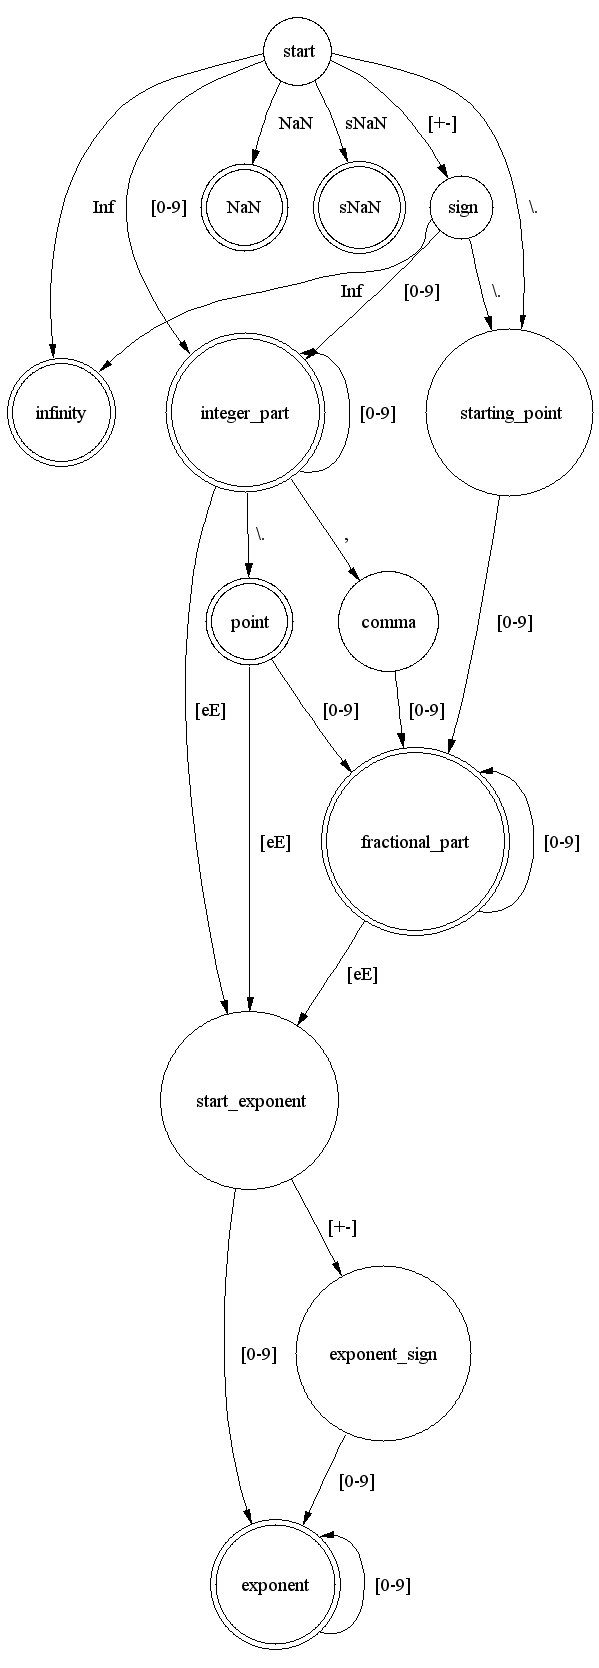 start
NaN
sNaN
[+-]
Inf
[0-9]
NaN
sNaN
sign
\.
Inf
[0-9]
\.
infinity
integer_part
[0-9]
starting_point
\.
,
point
comma
[0-9]
[eE]
[0-9]
[0-9]
[eE]
fractional_part
[0-9]
[eE]
start_exponent
[+-]
[0-9]
exponent_sign
[0-9]
exponent
[0-9]